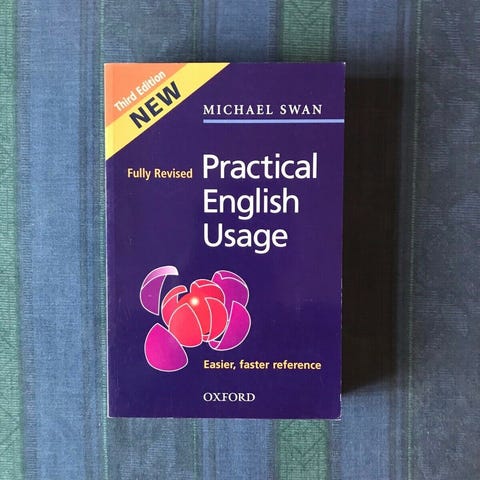 Third Edition
NEW
MICHAEL SWAN
Fully Revised
Practical
English
Usage
Easier, faster reference
OXFORD